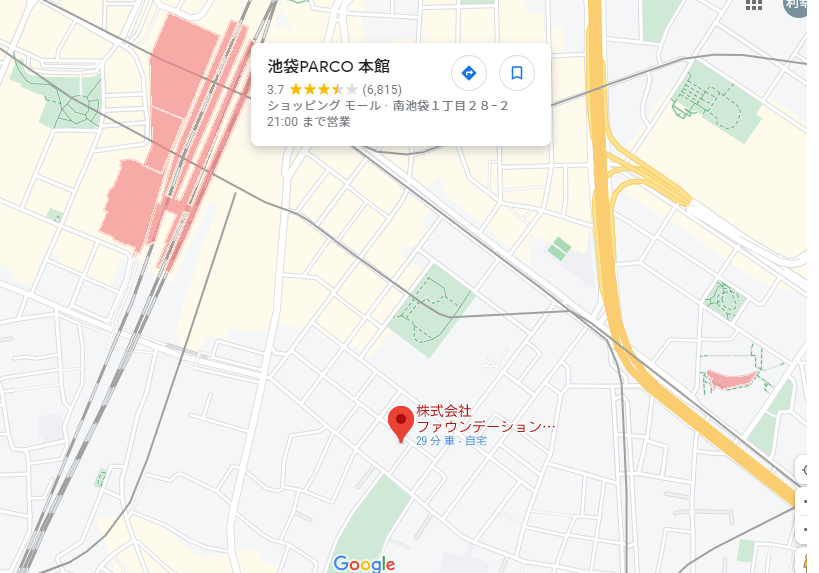 利幸
池袋PARCO 本館
3.7 (6,815)
ショッピング モール · 南池袋１丁目２８−２
21:00 まで営業
株式会社
ファウンデーション…
29 分 車 - 自宅
Google